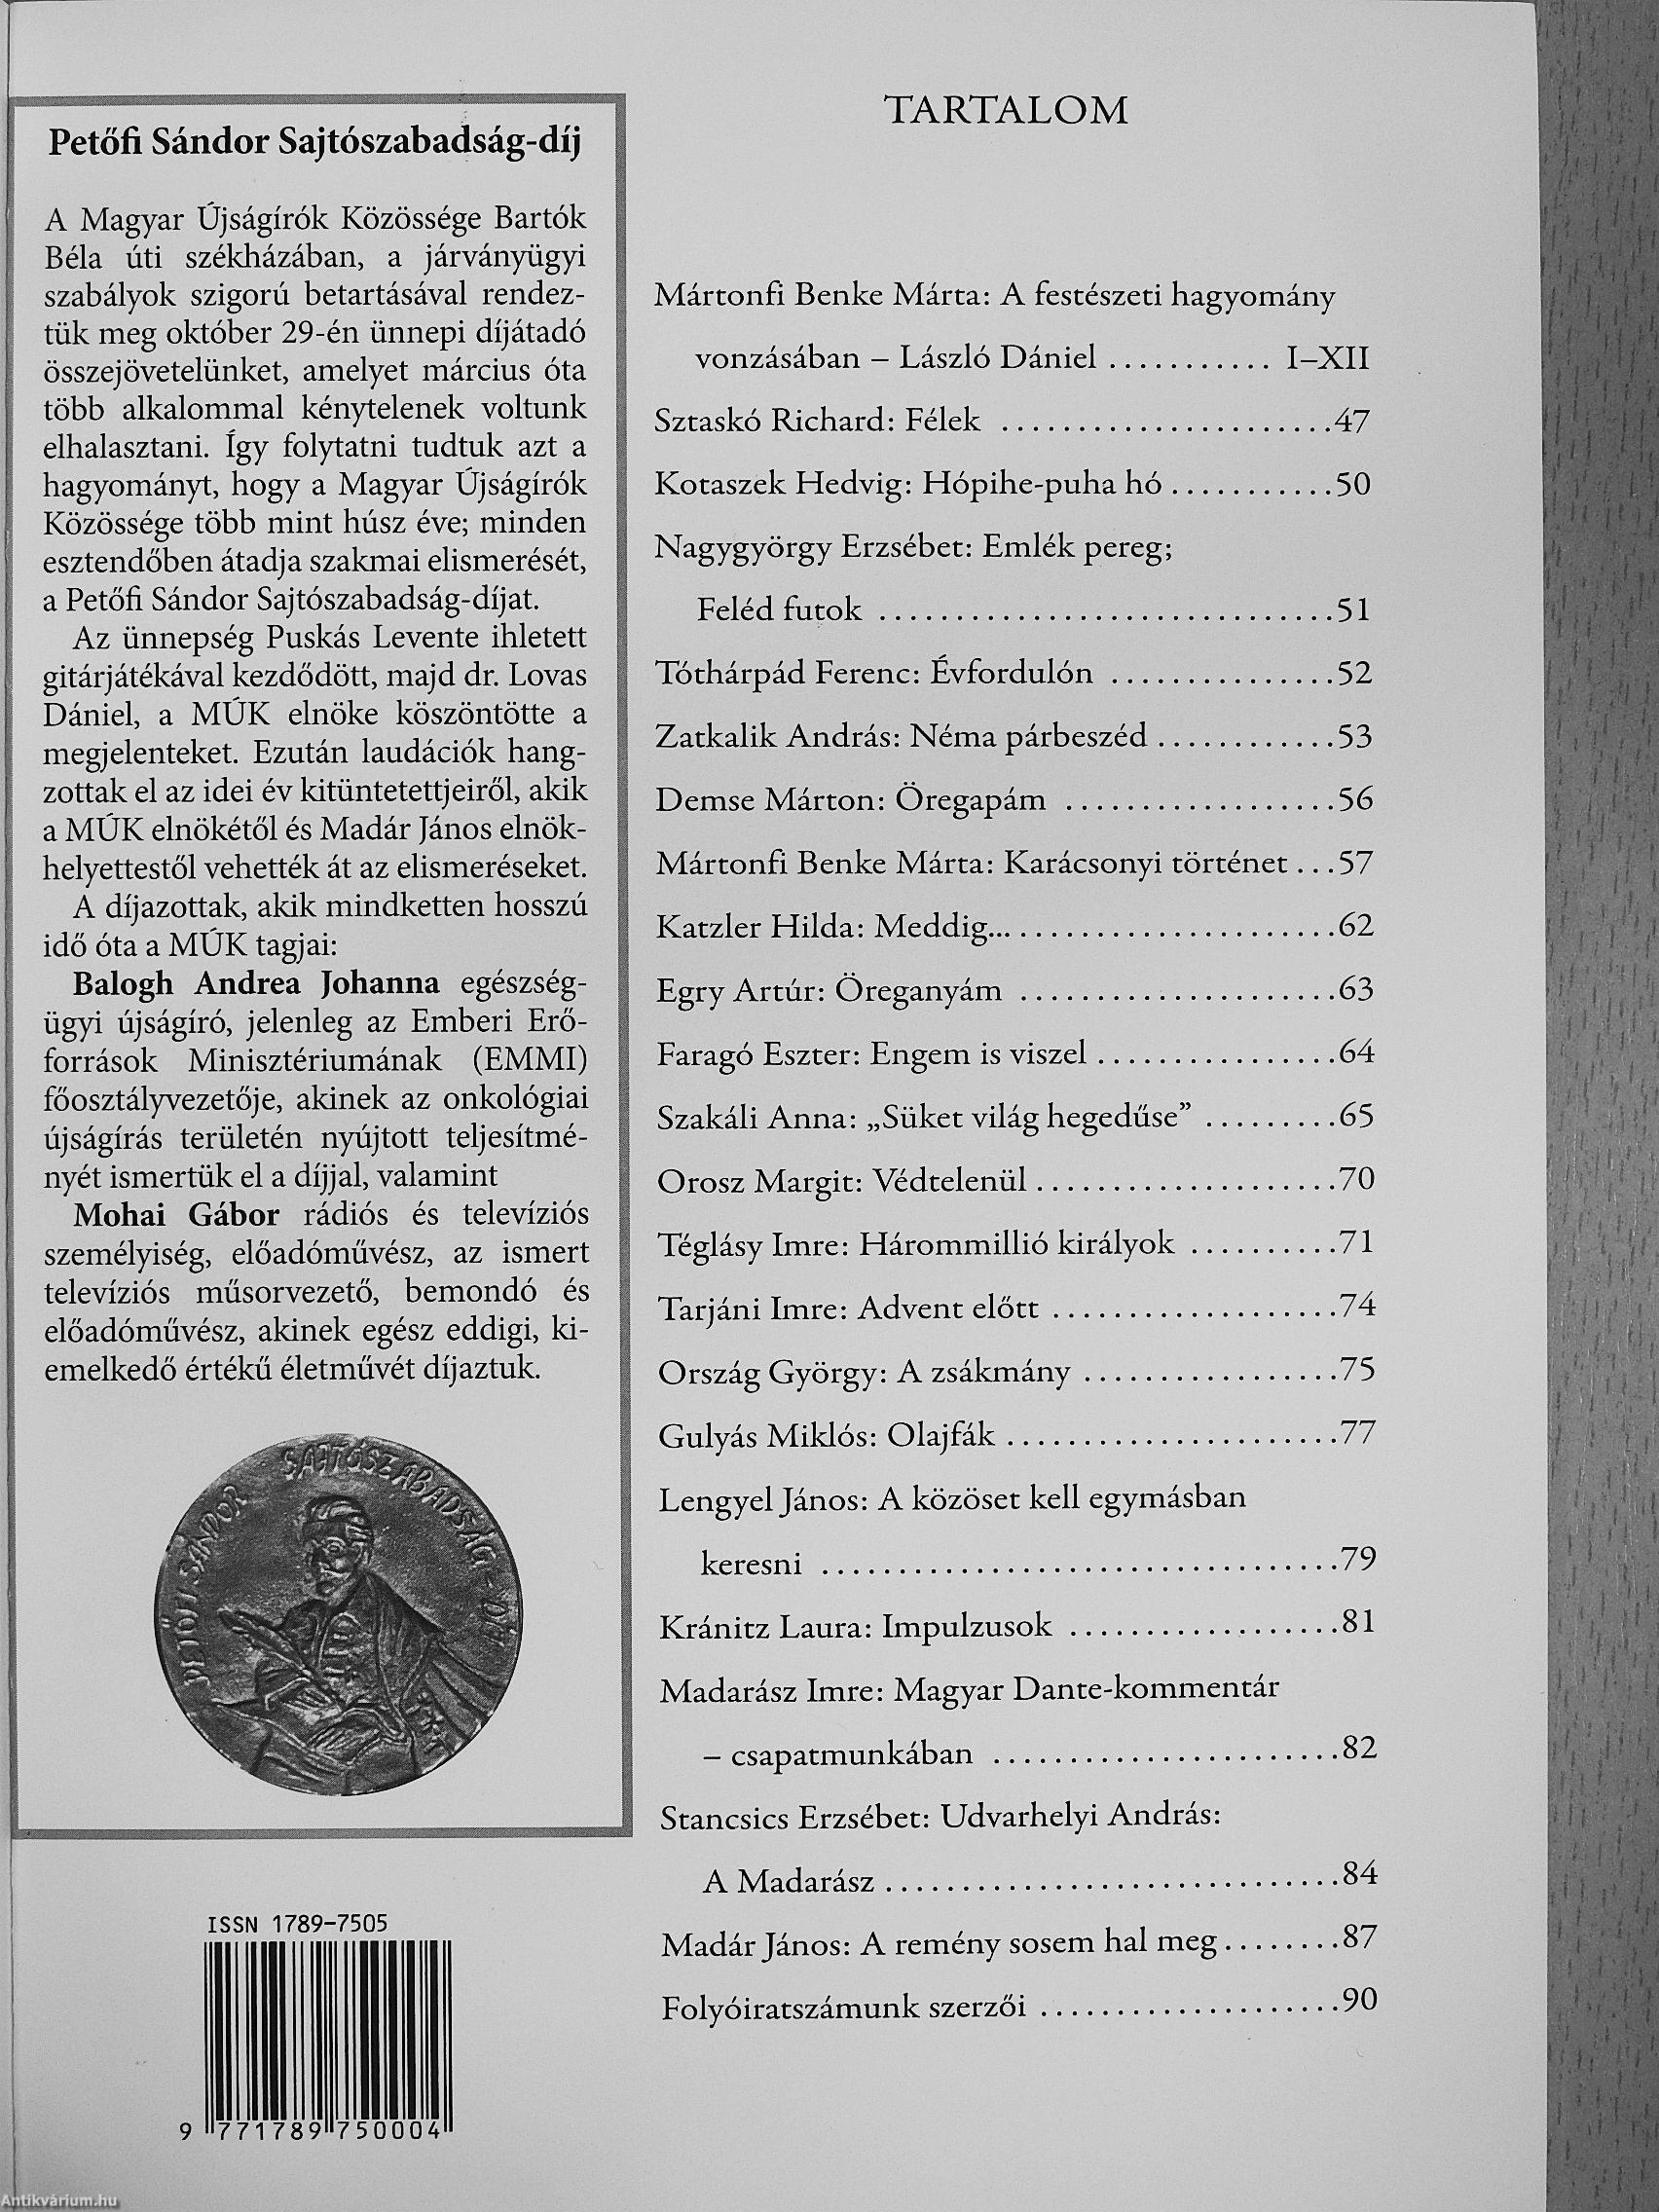 Petőfi Sándor Sajtószabadság-díj
A Magyar Újságírók Közössége Bartók
Béla úti székházában, a járványügyi
szabályok szigorú betartásával rendez-
tük meg október 29-én ünnepi díjátadó
összejövetelünket, amelyet március óta
több alkalommal kénytelenek voltunk
elhalasztani. Így folytatni tudtuk azt a
hagyományt, hogy a Magyar Újságírók
Közössége több mint húsz éve; minden
esztendőben átadja szakmai elismerését,
a Petőfi Sándor Sajtószabadság-díjat.
Az ünnepség Puskás Levente ihletett
gitárjátékával kezdődött, majd dr. Lovas
Dániel, a MÚK elnöke köszöntötte a
megjelenteket. Ezután laudációk hang-
zottak el az idei év kitüntetettjeiről, akik
a MÚK elnökétől és Madár János elnök-
helyettestől vehették át az elismeréseket.
A díjazottak, akik mindketten hosszú
idő óta a MÚK tagjai:
Balogh Andrea Johanna egészség-
ügyi újságíró, jelenleg az Emberi Erő-
források Minisztériumának (EMMI)
főosztályvezetője, akinek az onkológiai
újságírás területén nyújtott teljesítmé-
nyét ismertük el a díjjal, valamint
Mohai Gábor rádiós és televíziós
személyiség, előadóművész, az ismert
televíziós műsorvezető, bemondó és
előadóművész, akinek egész eddigi, ki-
emelkedő értékű életművét díjaztuk.
PETŐFI SÁNDOR SAJTÓSZABADSÁG-DÍJ
ISSN 1789-7505
9 771789 750004
TARTALOM
Mártonfi Benke Márta: A festészeti hagyomány
vonzásában – László Dániel ........... I–XII
Sztaskó Richard: Félek ......................47
Kotaszek Hedvig: Hópihe-puha hó ...........50
Nagygyörgy Erzsébet: Emlék pereg;
Feléd futok ..............................51
Tóthárpád Ferenc: Évfordulón ...............52
Zatkalik András: Néma párbeszéd ............53
Demse Márton: Öregapám ..................56
Mártonfi Benke Márta: Karácsonyi történet ...57
Katzler Hilda: Meddig... .....................62
Egry Artúr: Öreganyám .....................63
Faragó Eszter: Engem is viszel ................64
Szakáli Anna: „Süket világ hegedűse” .........65
Orosz Margit: Védtelenül ....................70
Téglásy Imre: Hárommillió királyok ..........71
Tarjáni Imre: Advent előtt ...................74
Ország György: A zsákmány .................75
Gulyás Miklós: Olajfák ......................77
Lengyel János: A közöset kell egymásban
keresni ..................................79
Kránitz Laura: Impulzusok ..................81
Madarász Imre: Magyar Dante-kommentár
– csapatmunkában .......................82
Stancsics Erzsébet: Udvarhelyi András:
A Madarász ..............................84
Madár János: A remény sosem hal meg ........87
Folyóiratszámunk szerzői ....................90
Antikvárium.hu